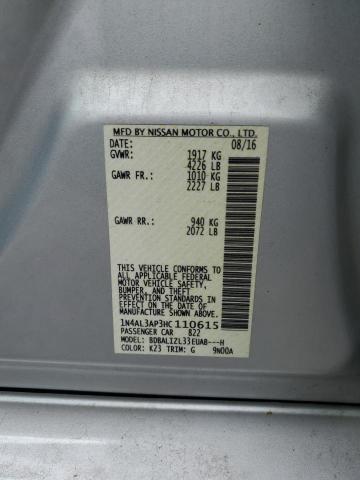 MFD BY NISSAN MOTOR CO., LTD.
DATE: 08/16
GVWR: 1917 KG
4226 LB
GAWR FR.: 1010 KG
2227 LB
GAWR RR.: 940 KG
2072 LB
THIS VEHICLE CONFORMS TO
ALL APPLICABLE FEDERAL
MOTOR VEHICLE SAFETY,
BUMPER, AND THEFT
PREVENTION STANDARDS IN
EFFECT ON THE DATE OF
MANUFACTURE SHOWN ABOVE.
1N4AL3AP3HC110615
PASSENGER CAR 822
MODEL: BDBALIZL33EUA8---H
COLOR: K23 TRIM: G 9N00A